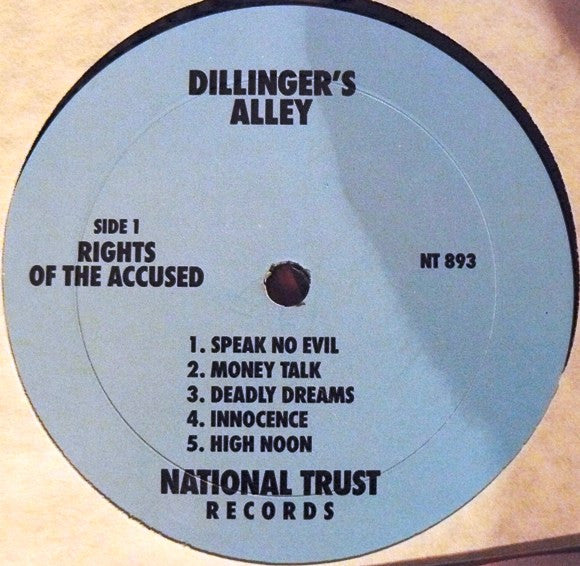 DILLINGER'S
ALLEY
SIDE 1
RIGHTS
OF THE ACCUSED
NT 893
1. SPEAK NO EVIL
2. MONEY TALK
3. DEADLY DREAMS
4. INNOCENCE
5. HIGH NOON
NATIONAL TRUST
RECORDS